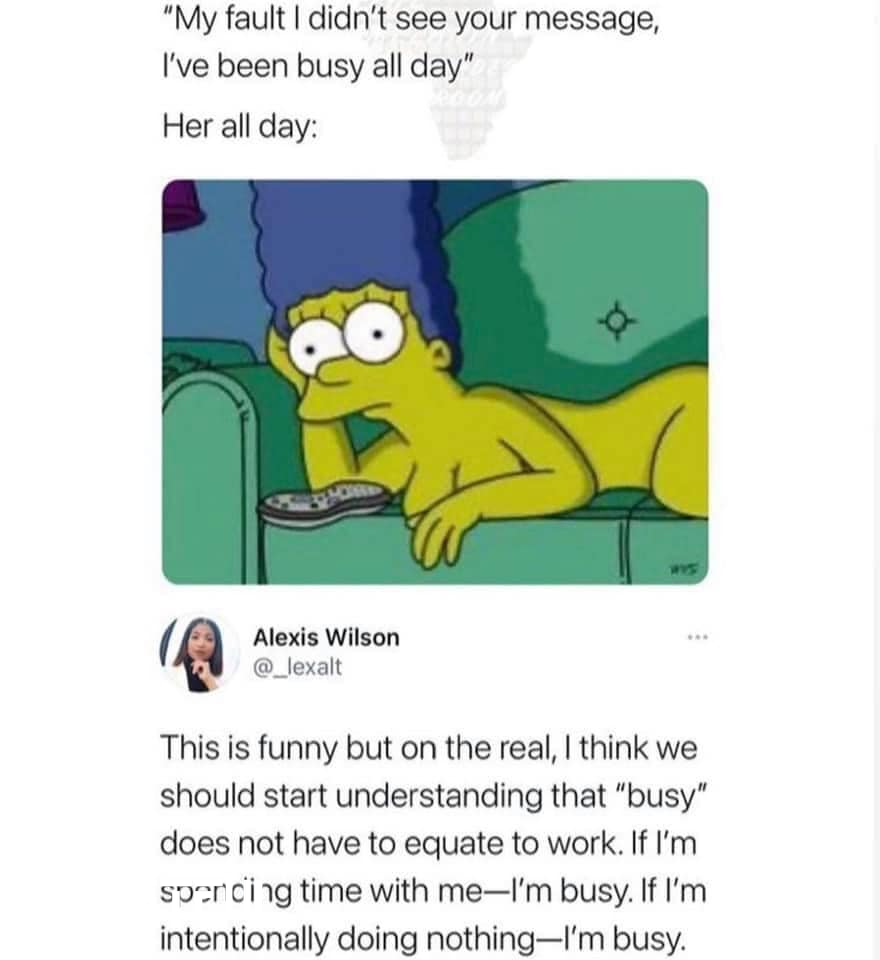 "My fault I didn't see your message,
I've been busy all day"
ROOM
Her all day:
WYS
Alexis Wilson
@_lexalt
This is funny but on the real, I think we
should start understanding that "busy"
does not have to equate to work. If I'm
spending time with me—I'm busy. If I'm
intentionally doing nothing—I'm busy.